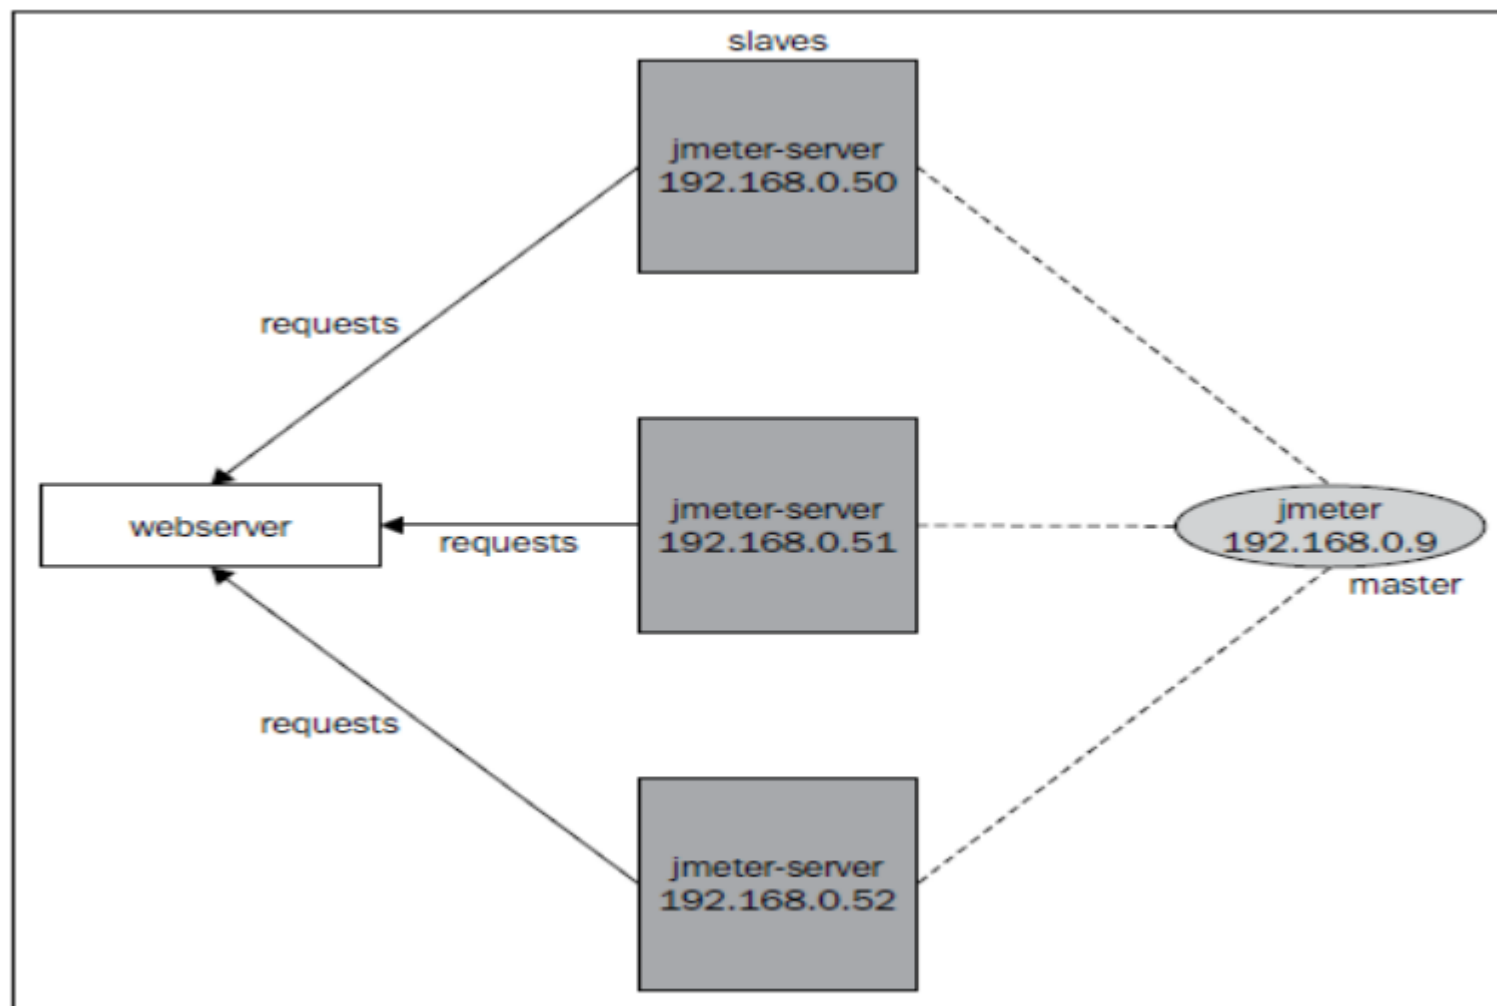 slaves
jmeter-server
192.168.0.50
requests
jmeter-server
192.168.0.51
webserver
requests
jmeter
192.168.0.9
master
requests
jmeter-server
192.168.0.52